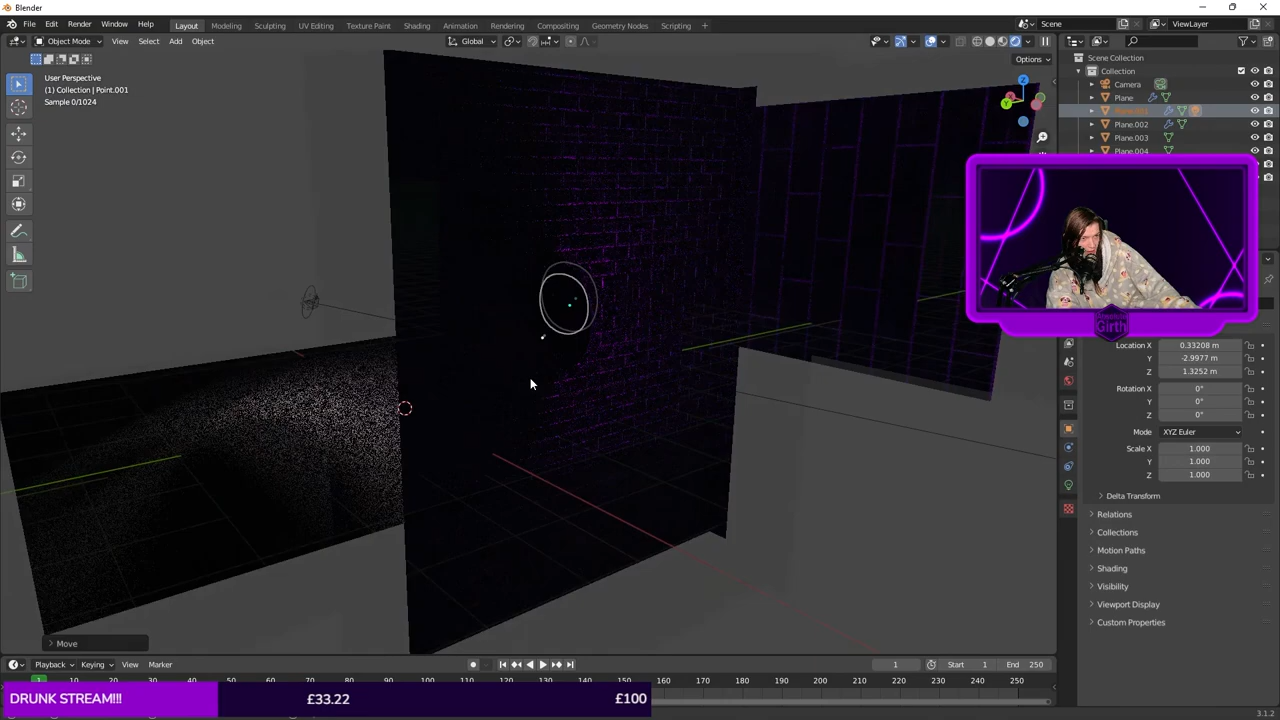 Blender
File Edit Render Window Help Layout Modeling Sculpting UV Editing Texture Paint Shading Animation Rendering Compositing Geometry Nodes Scripting + Scene ViewLayer
Object Mode View Select Add Object Global
Options
User Perspective
(1) Collection | Point.001
Sample 0/1024
Scene Collection
Collection
Camera
Plane
Plane.002
Plane.003
Plane.004
Girth
Location X 0.33208 m
Y -2.9977 m
Z 1.3252 m
Rotation X 0°
Y 0°
Z 0°
Mode XYZ Euler
Scale X 1.000
Y 1.000
Z 1.000
Delta Transform
Relations
Collections
Motion Paths
Shading
Visibility
Viewport Display
Custom Properties
Move
Playback Keying View Marker 1 Start 1 End 250
1 40 50 60 70 80 90 100 110 120 130 140 150 160 170 180 190 200 210 220 230 240 250
DRUNK STREAM!!! £33.22 £100
3.1.2